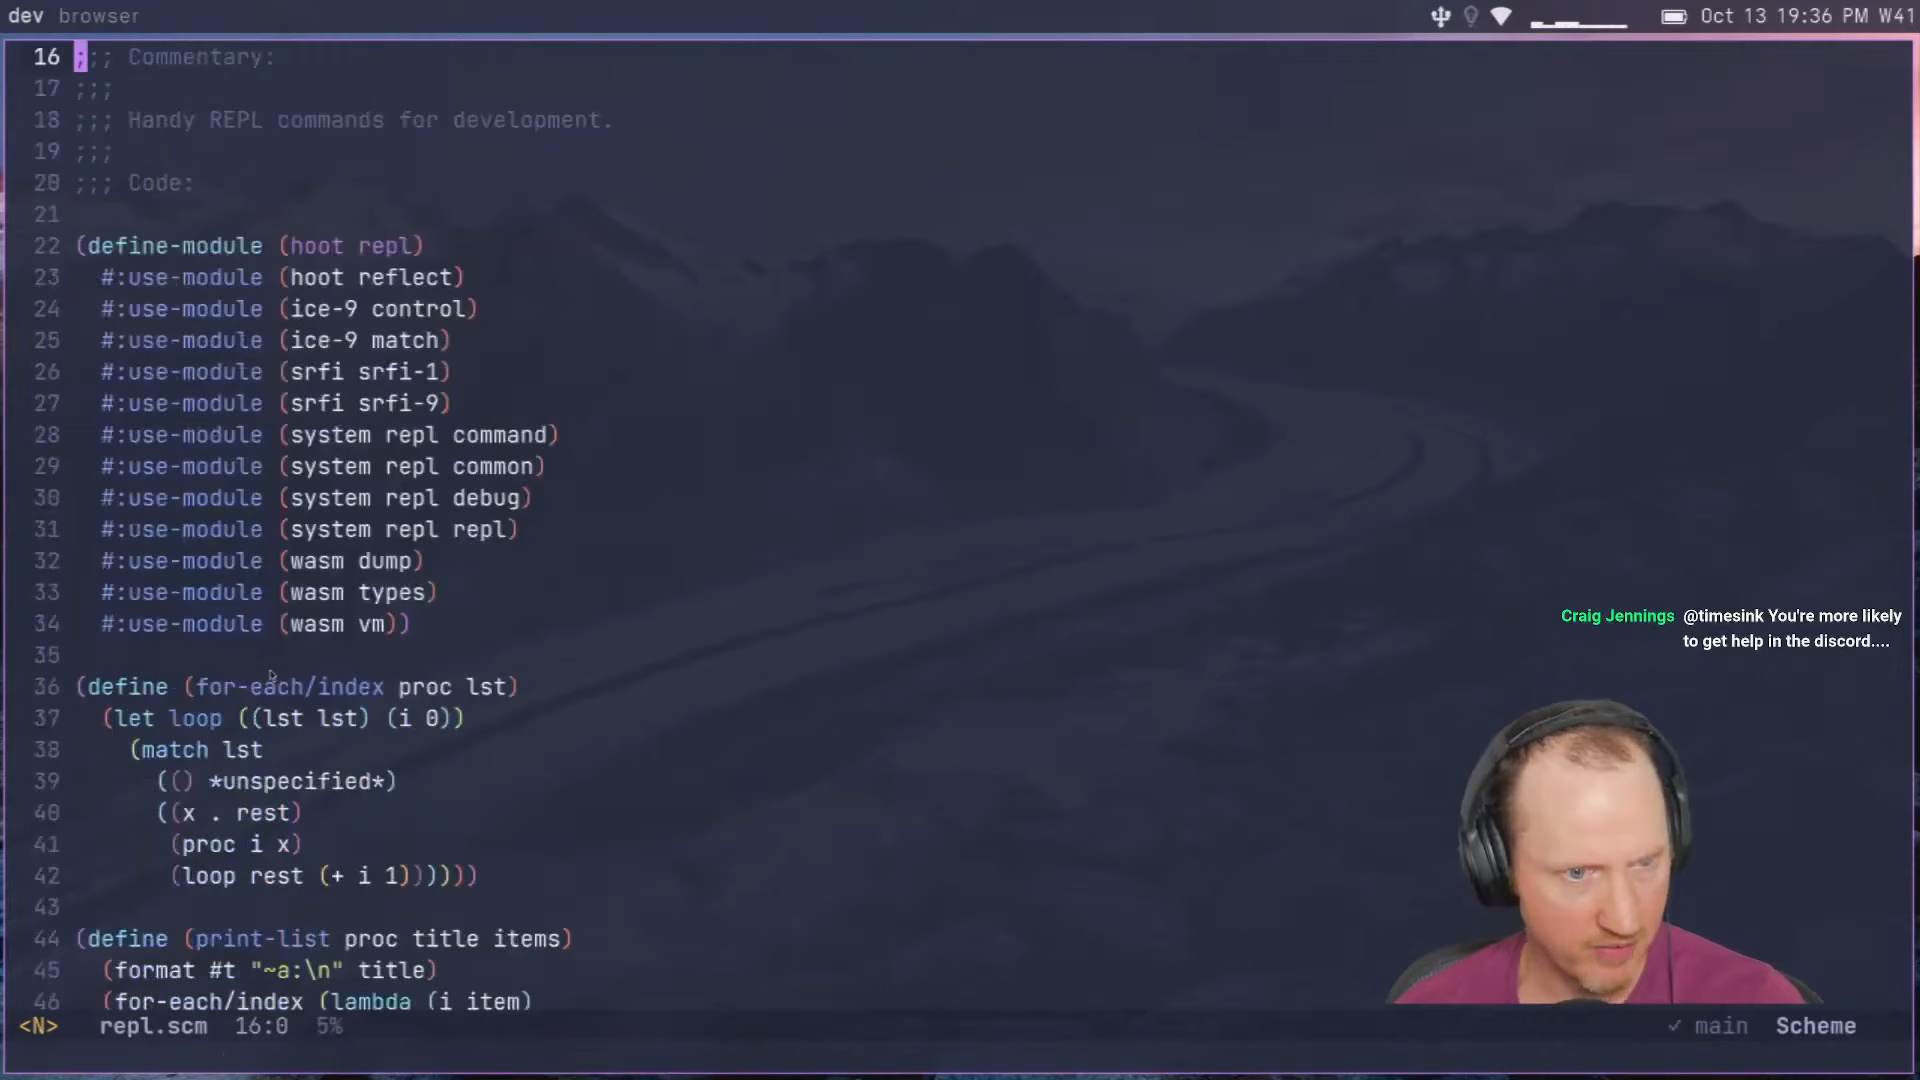 dev browser
Oct 13 19:36 PM W41
16 ;;; Commentary:
17 ;;;
18 ;;; Handy REPL commands for development.
19 ;;;
20 ;;; Code:
21
22 (define-module (hoot repl)
23   #:use-module (hoot reflect)
24   #:use-module (ice-9 control)
25   #:use-module (ice-9 match)
26   #:use-module (srfi srfi-1)
27   #:use-module (srfi srfi-9)
28   #:use-module (system repl command)
29   #:use-module (system repl common)
30   #:use-module (system repl debug)
31   #:use-module (system repl repl)
32   #:use-module (wasm dump)
33   #:use-module (wasm types)
34   #:use-module (wasm vm))
35
36 (define (for-each/index proc lst)
37   (let loop ((lst lst) (i 0))
38     (match lst
39       (() *unspecified*)
40       ((x . rest)
41        (proc i x)
42        (loop rest (+ i 1))))))
43
44 (define (print-list proc title items)
45   (format #t "~a:\n" title)
46   (for-each/index (lambda (i item)
Craig Jennings @timesink You're more likely
to get help in the discord....
<N> repl.scm 16:0 5% ✓ main Scheme